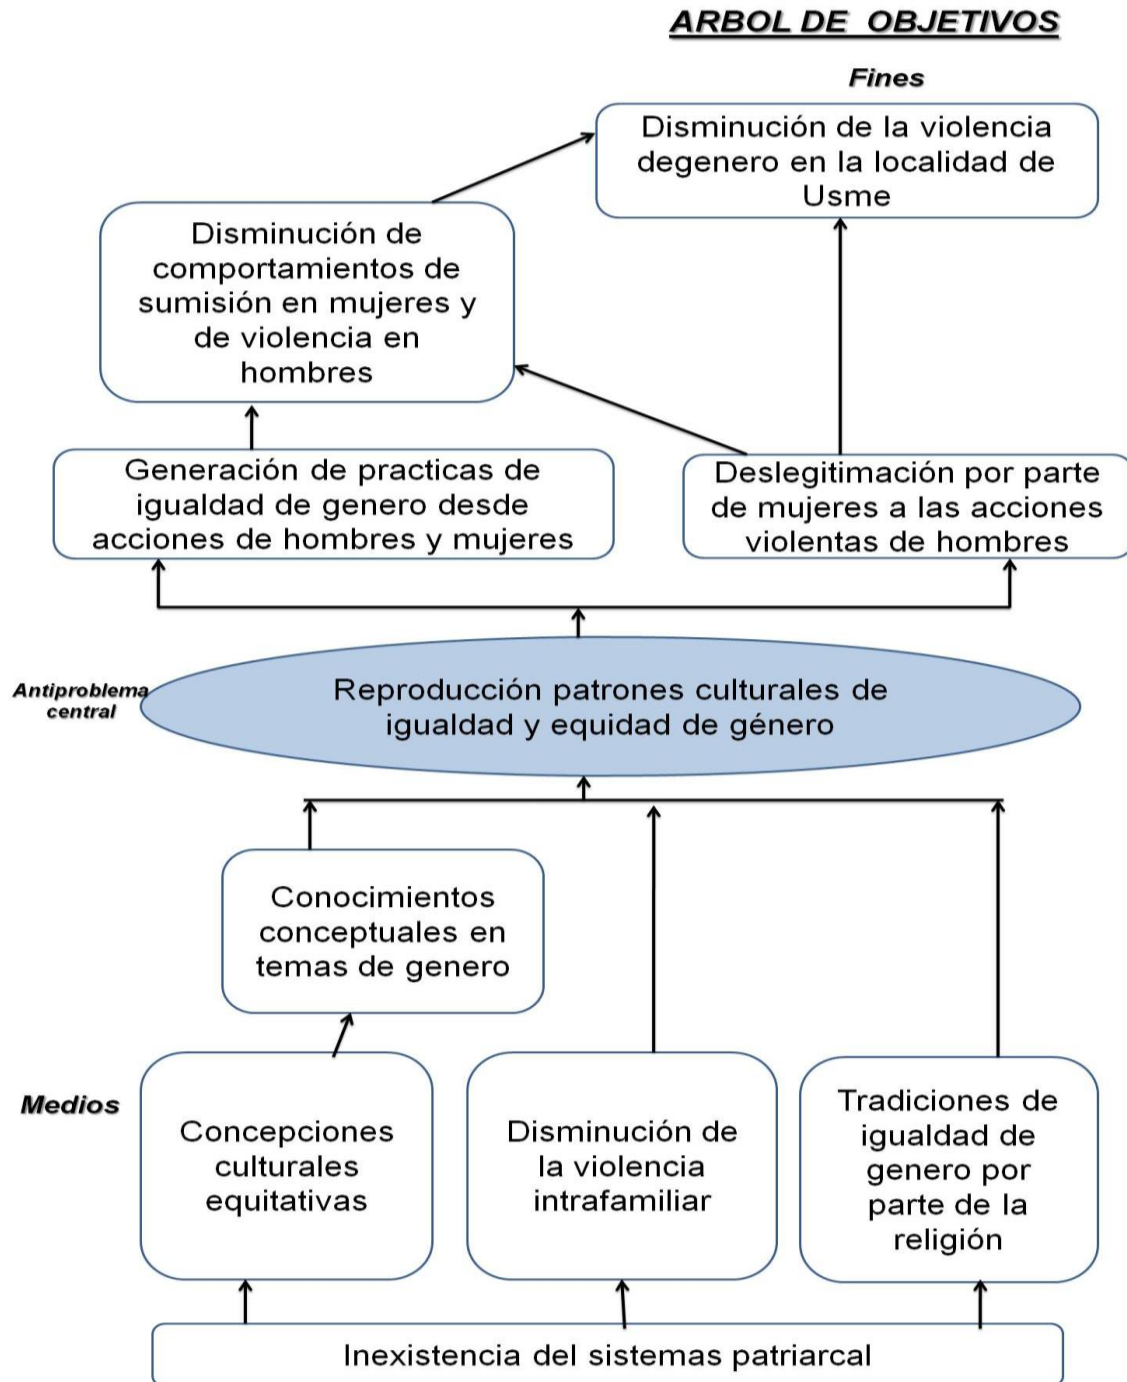 ARBOL DE  OBJETIVOS
Fines
Disminución de la violencia
degenero en la localidad de
Usme
Disminución de
comportamientos de
sumisión en mujeres y
de violencia en
hombres
Generación de practicas de
igualdad de genero desde
acciones de hombres y mujeres
Deslegitimación por parte
de mujeres a las acciones
violentas de hombres
Antiproblema
central
Reproducción patrones culturales de
igualdad y equidad de género
Conocimientos
conceptuales en
temas de genero
Medios
Concepciones
culturales
equitativas
Disminución de
la violencia
intrafamiliar
Tradiciones de
igualdad de
genero por
parte de la
religión
Inexistencia del sistemas patriarcal